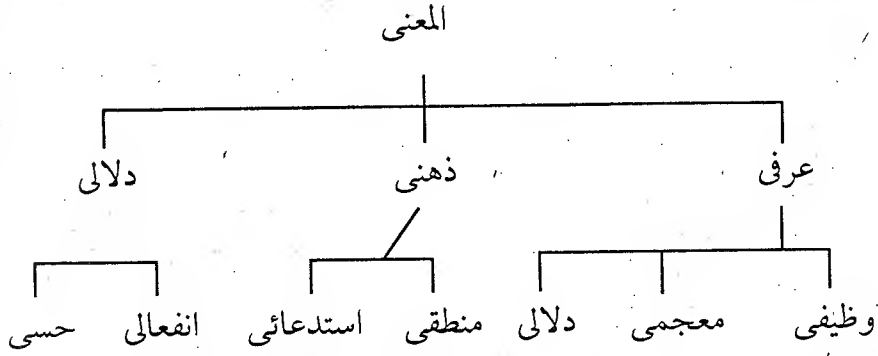 المعنى
عرفى ذهنى دلالى
وظيفى معجمى دلالى منطقى استدعائى انفعالى حسى